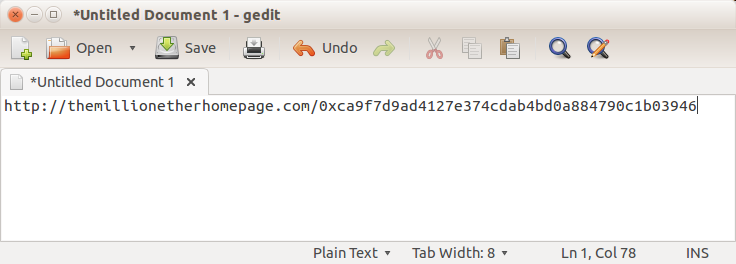 *Untitled Document 1 - gedit
Open Save Undo
*Untitled Document 1
http://themillionetherhomepage.com/0xca9f7d9ad4127e374cdab4bd0a884790c1b03946
Plain Text Tab Width: 8 Ln 1, Col 78 INS